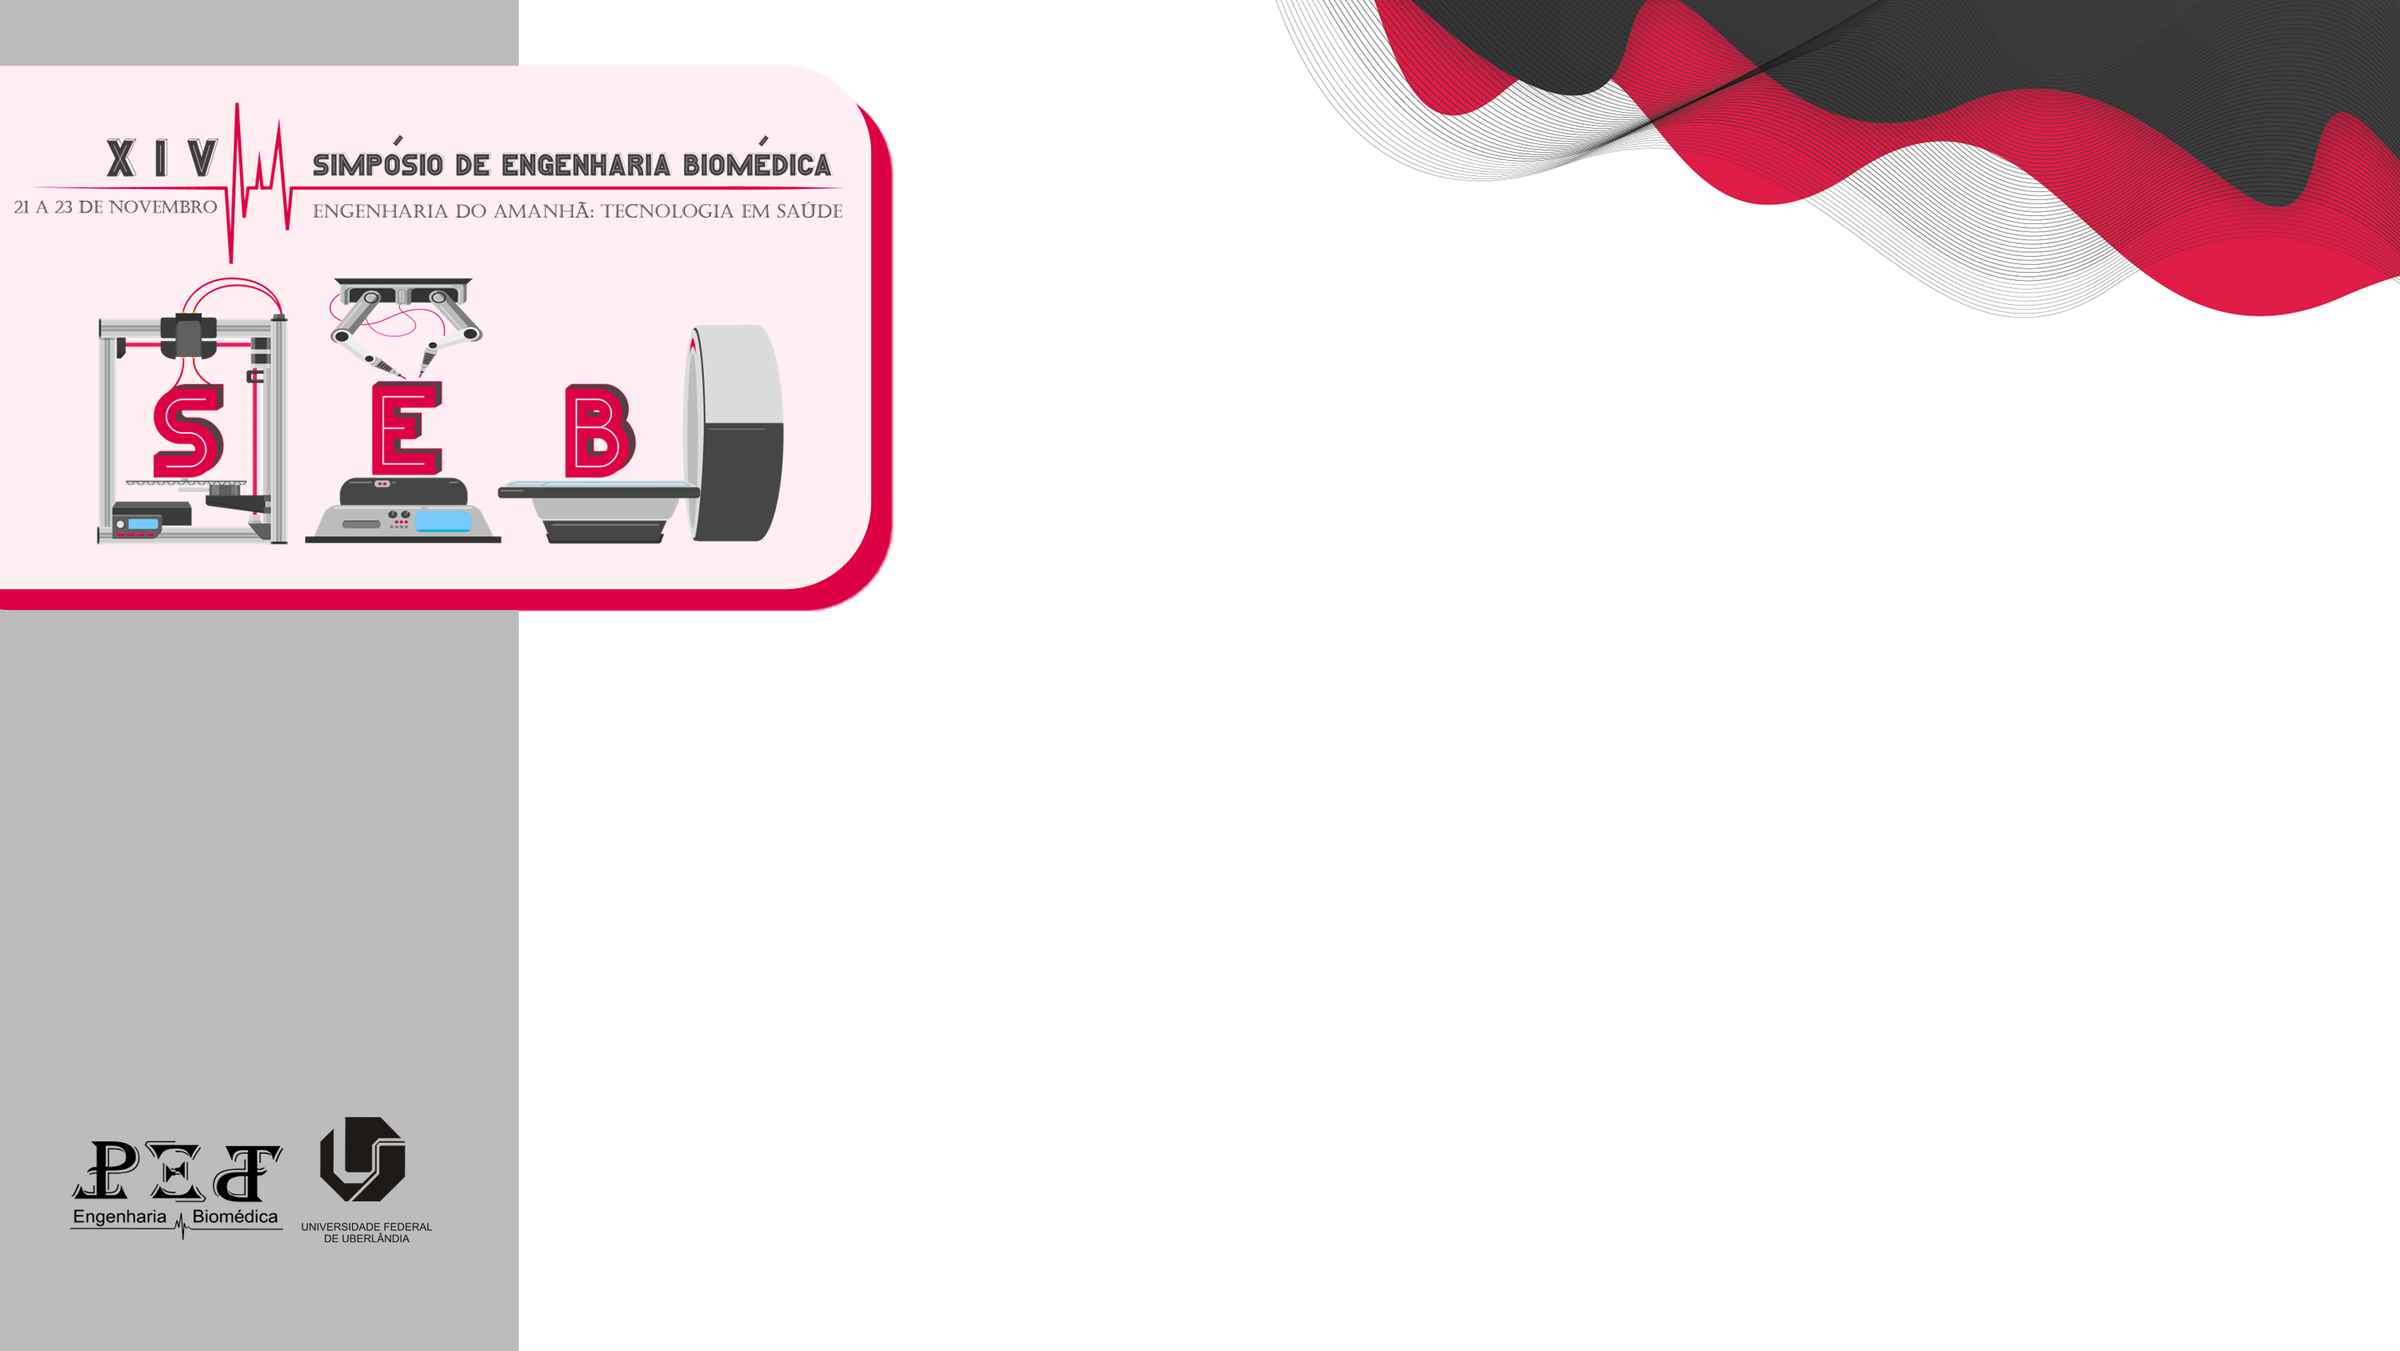 XIV
SIMPÓSIO DE ENGENHARIA BIOMÉDICA
21 A 23 DE NOVEMBRO
ENGENHARIA DO AMANHÃ: TECNOLOGIA EM SAÚDE
SEB
PET
Engenharia Biomédica
UNIVERSIDADE FEDERAL
DE UBERLÂNDIA